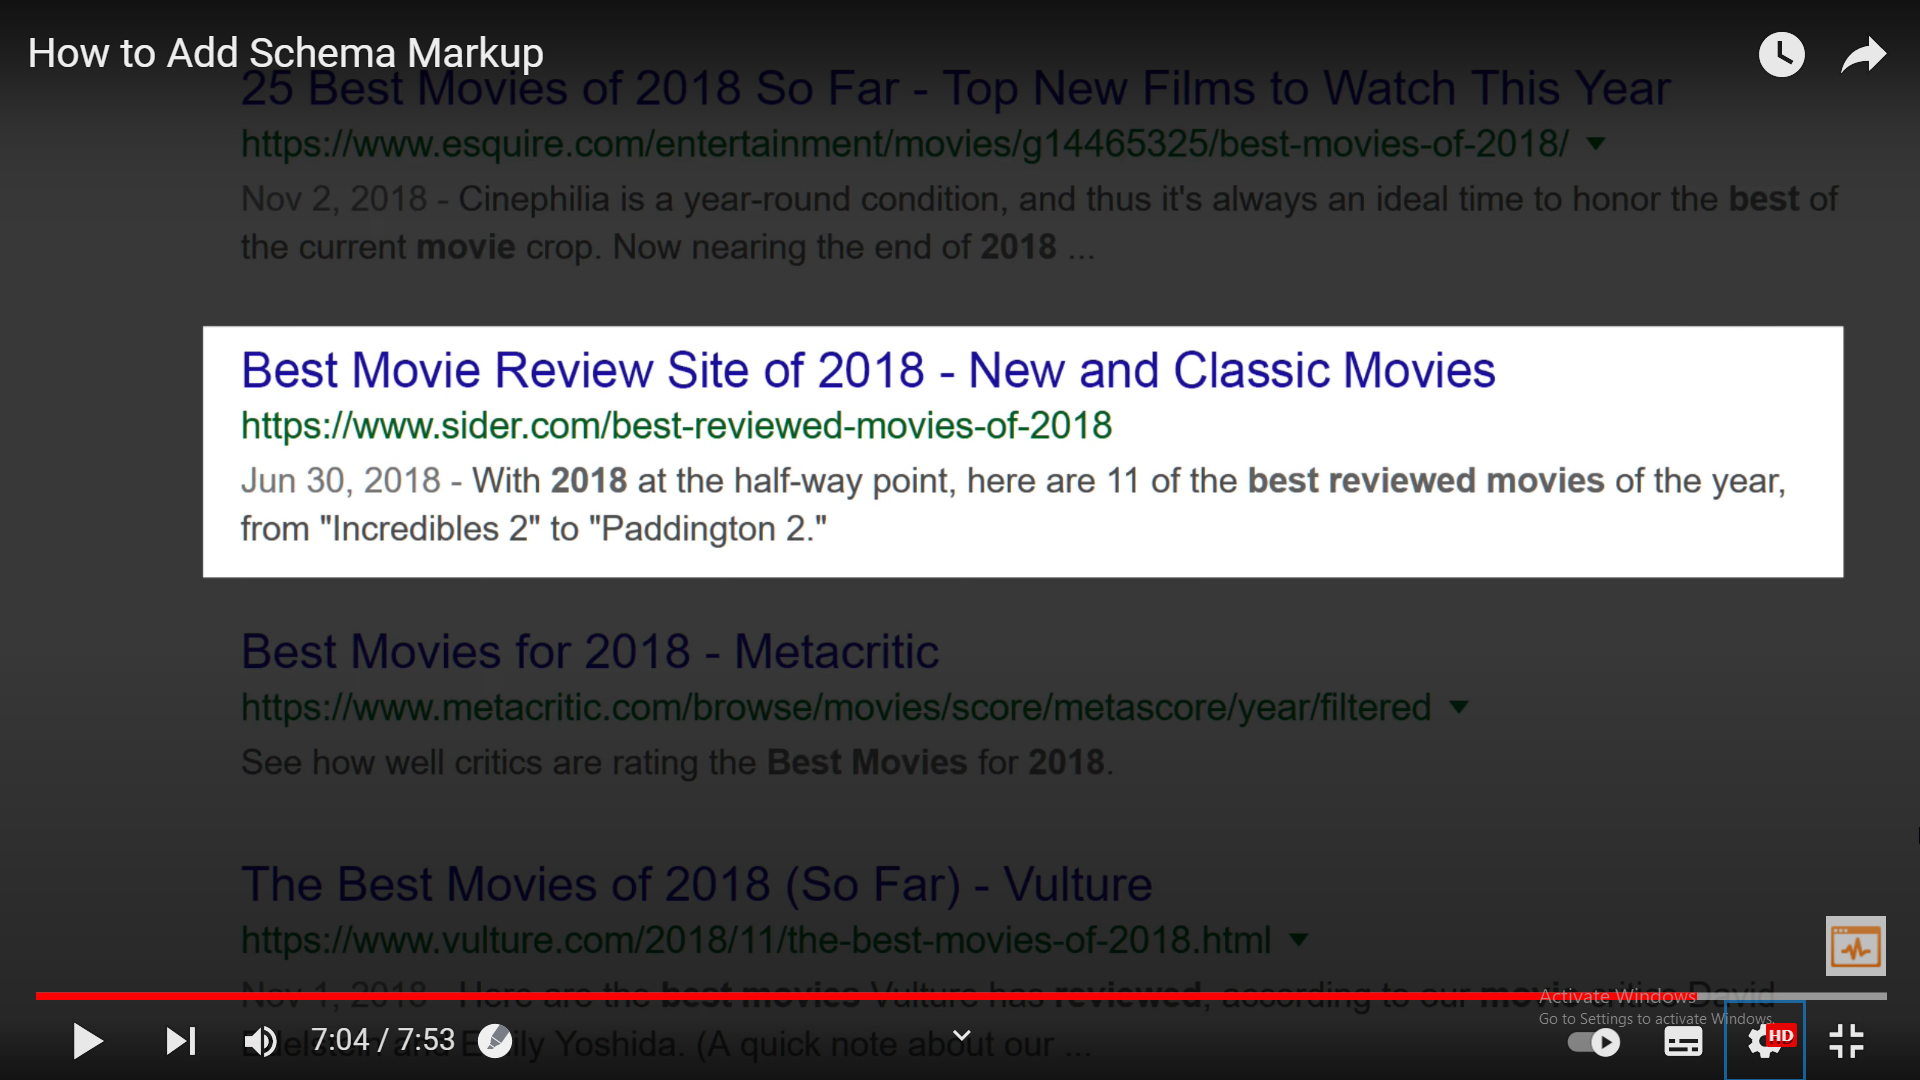 How to Add Schema Markup
25 Best Movies of 2018 So Far - Top New Films to Watch This Year
https://www.esquire.com/entertainment/movies/g14465325/best-movies-of-2018/
Nov 2, 2018 - Cinephilia is a year-round condition, and thus it's always an ideal time to honor the best of
the current movie crop. Now nearing the end of 2018 ...
Best Movie Review Site of 2018 - New and Classic Movies
https://www.sider.com/best-reviewed-movies-of-2018
Jun 30, 2018 - With 2018 at the half-way point, here are 11 of the best reviewed movies of the year,
from "Incredibles 2" to "Paddington 2."
Best Movies for 2018 - Metacritic
https://www.metacritic.com/browse/movies/score/metascore/year/filtered
See how well critics are rating the Best Movies for 2018.
The Best Movies of 2018 (So Far) - Vulture
https://www.vulture.com/2018/11/the-best-movies-of-2018.html
Nov 1, 2018 - Here are the best movies Vulture has reviewed, according to our David
Activate Windows
Go to Settings to activate Windows.
7:04 / 7:53
and Yoshida. (A quick note about our ...
HD